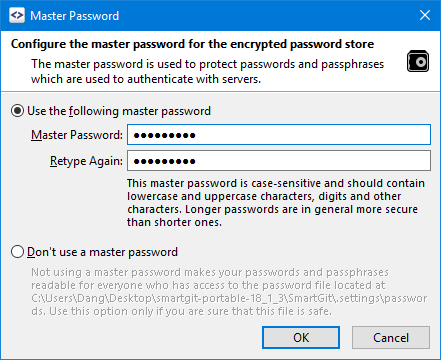 Master Password
Configure the master password for the encrypted password store
The master password is used to protect passwords and passphrases
which are used to authenticate with servers.
Use the following master password
Master Password: ●●●●●●●●●
Retype Again: ●●●●●●●●●
This master password is case-sensitive and should contain
lowercase and uppercase characters, digits and other
characters. Longer passwords are in general more secure
than shorter ones.
Don't use a master password
Not using a master password makes your passwords and passphrases
readable for everyone who has access to the password file located at
C:\Users\Dang\Desktop\smartgit-portable-18_1_3\SmartGit\.settings\passwor
ds. Use this option only if you are sure that this file is safe.
OK Cancel